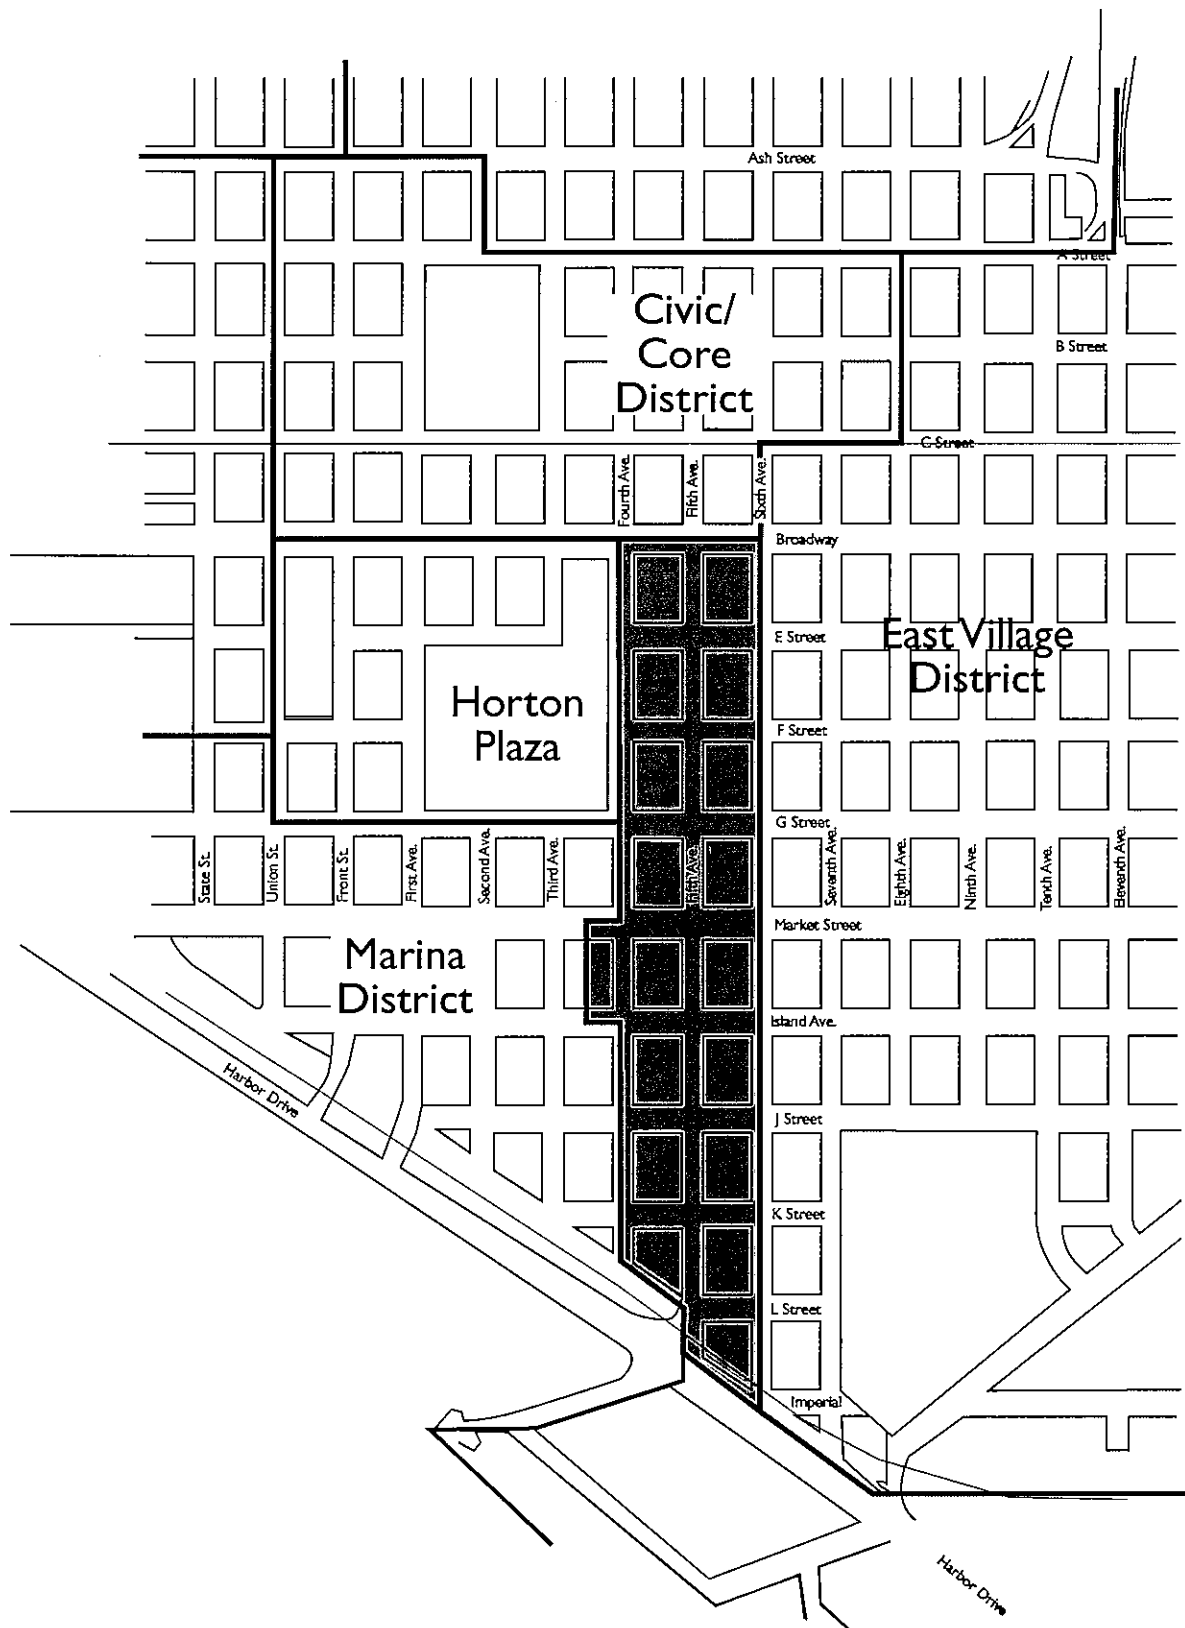 Ash Street
A Street
Civic/
Core
District
B Street
C Street
Fourth Ave.
Fifth Ave.
Sixth Ave.
Broadway
E Street
East Village
District
Horton
Plaza
F Street
G Street
State St.
Union St.
Front St.
First Ave.
Second Ave.
Third Ave.
Fifth Ave.
Seventh Ave.
Eighth Ave.
Ninth Ave.
Tenth Ave.
Eleventh Ave.
Market Street
Marina
District
Island Ave.
Harbor Drive
J Street
K Street
L Street
Imperial
Harbor Drive